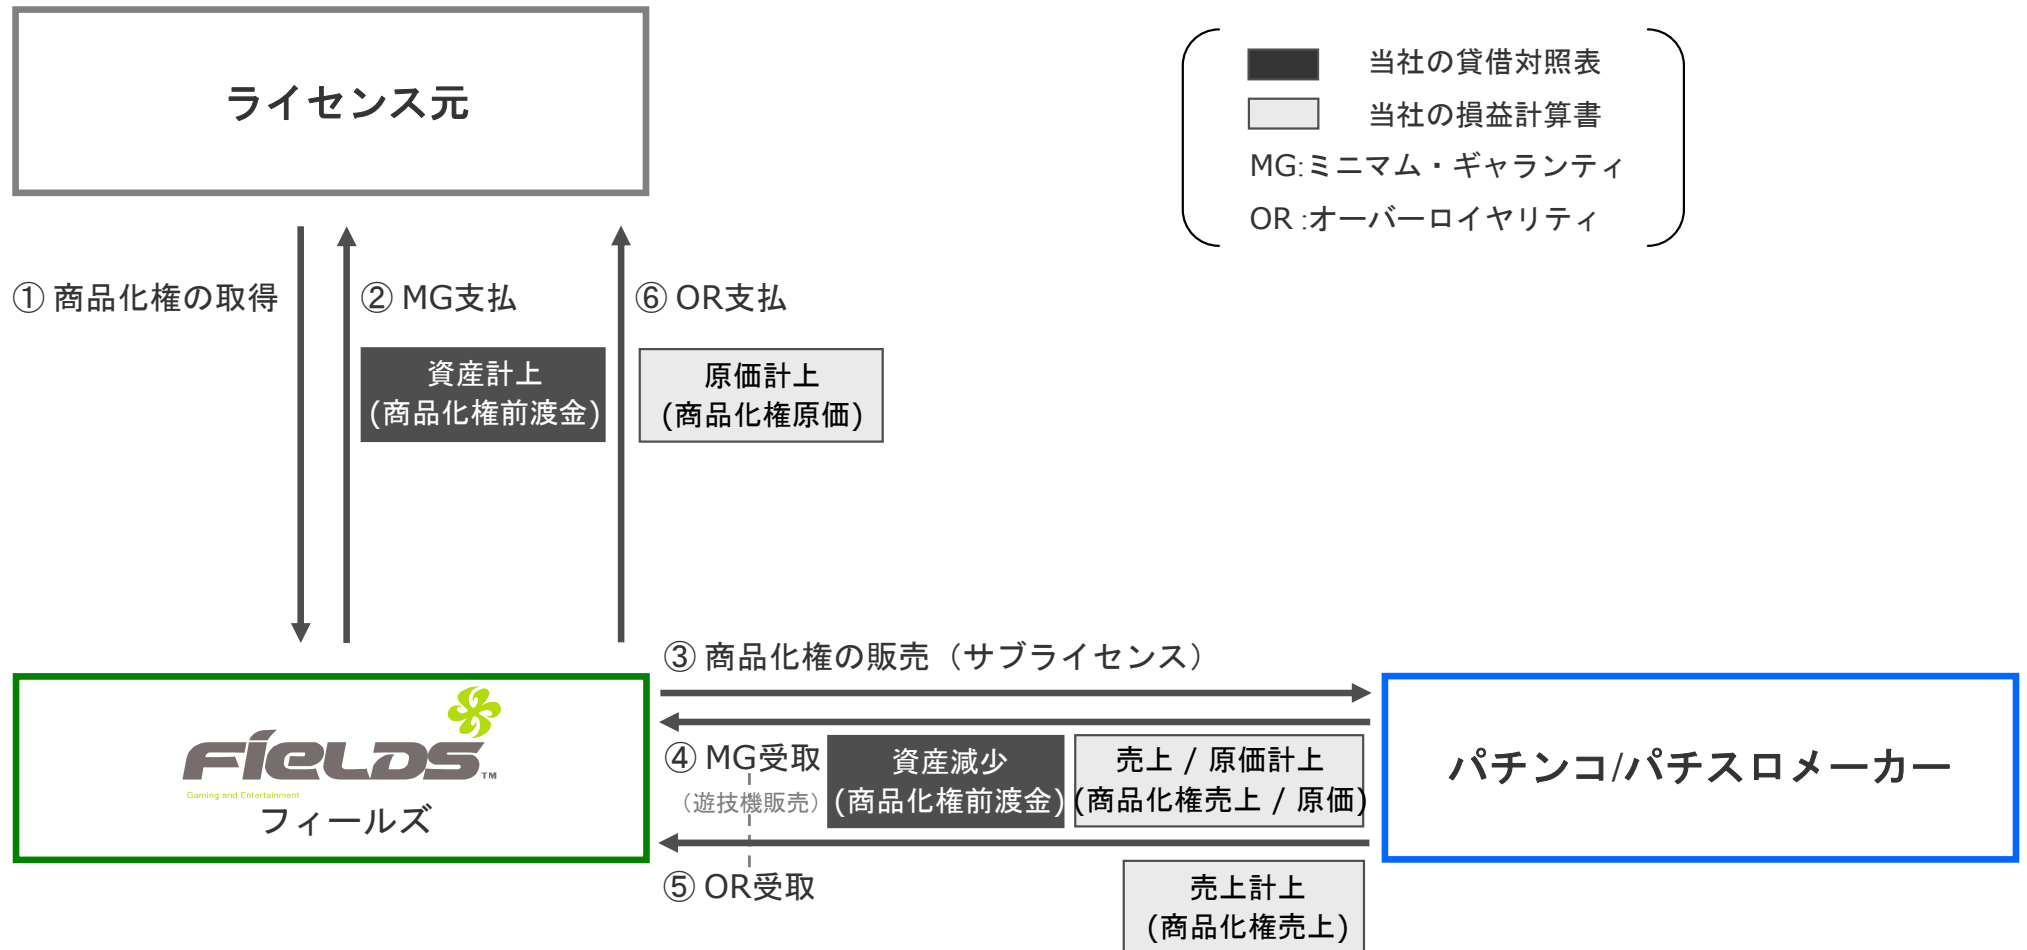 ライセンス元
当社の貸借対照表
当社の損益計算書
MG:ミニマム・ギャランティ
OR :オーバーロイヤリティ
① 商品化権の取得
② MG支払
資産計上
(商品化権前渡金)
⑥ OR支払
原価計上
(商品化権原価)
③ 商品化権の販売（サブライセンス）
FIELDS
TM
Gaming and Entertainment
フィールズ
④ MG受取
（遊技機販売）
資産減少
(商品化権前渡金)
売上 / 原価計上
(商品化権売上 / 原価)
パチンコ/パチスロメーカー
⑤ OR受取
売上計上
(商品化権売上)